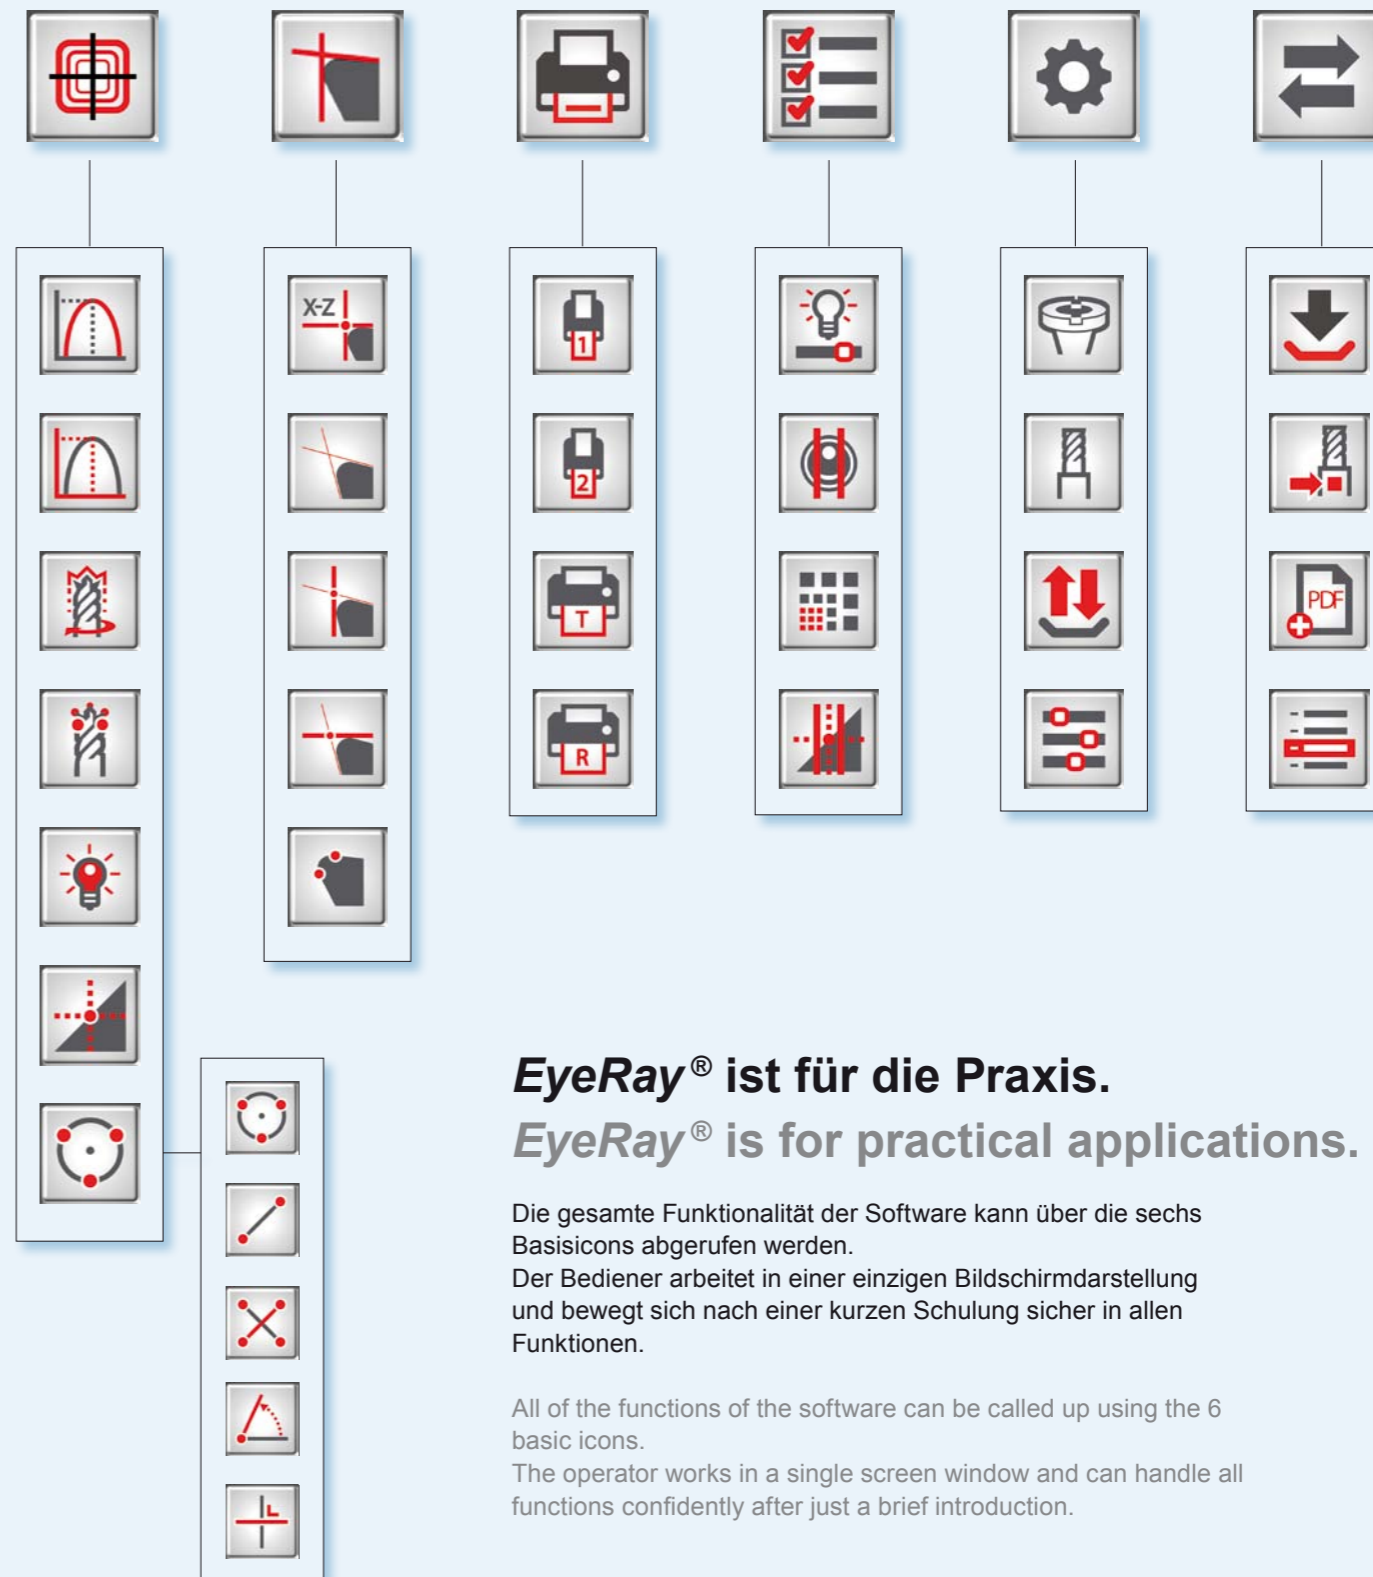 X-Z
1
2
T
R
PDF
EyeRay® ist für die Praxis.
EyeRay® is for practical applications.
Die gesamte Funktionalität der Software kann über die sechs
Basisicons abgerufen werden.
Der Bediener arbeitet in einer einzigen Bildschirmdarstellung
und bewegt sich nach einer kurzen Schulung sicher in allen
Funktionen.
All of the functions of the software can be called up using the 6
basic icons.
The operator works in a single screen window and can handle all
functions confidently after just a brief introduction.